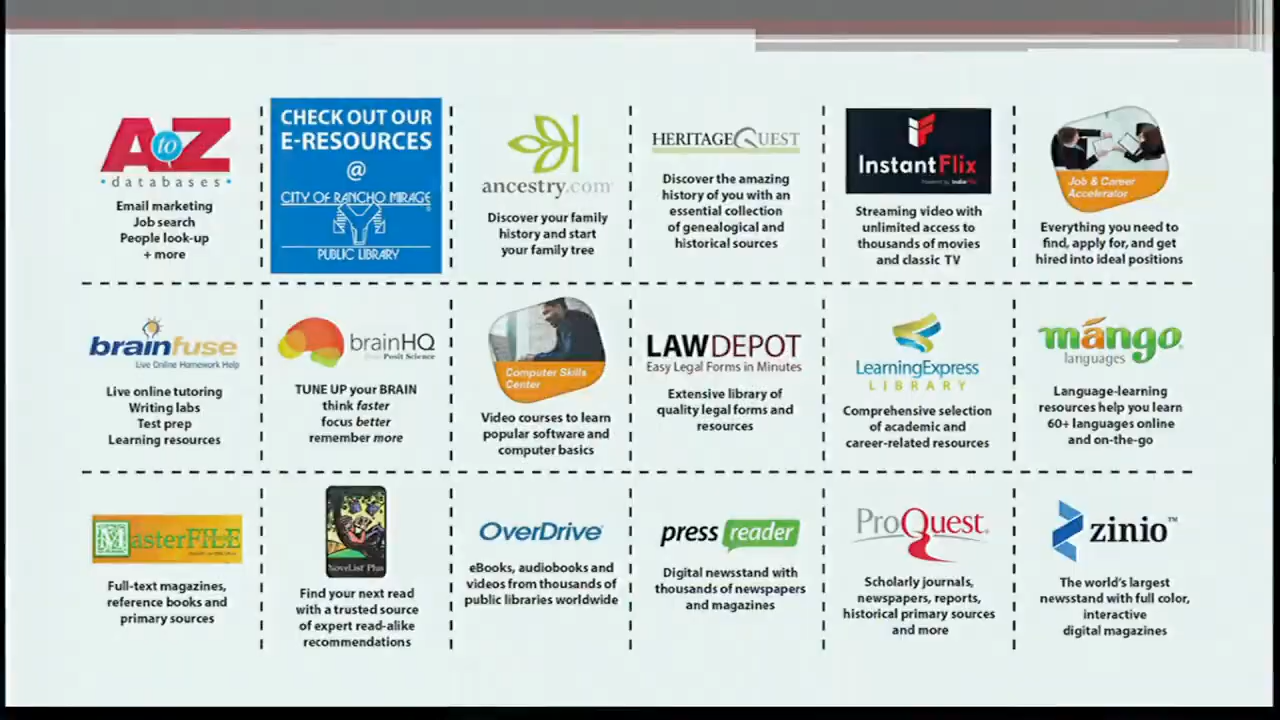 AtoZ
databases
Email marketing
Job search
People look-up
+ more
CHECK OUT OUR
E-RESOURCES
@
CITY OF RANCHO MIRAGE
PUBLIC LIBRARY
ancestry.com
Discover your family
history and start
your family tree
HERITAGEQUEST
Discover the amazing
history of you with an
essential collection
of genealogical and
historical sources
InstantFlix
Powered by IndieFlix
Streaming video with
unlimited access to
thousands of movies
and classic TV
Job & Career
Accelerator
Everything you need to
find, apply for, and get
hired into ideal positions
brainfuse
Live Online Homework Help
Live online tutoring
Writing labs
Test prep
Learning resources
brainHQ
from Posit Science
TUNE UP your BRAIN
think faster
focus better
remember more
Computer Skills
Center
Video courses to learn
popular software and
computer basics
LAWDEPOT
Easy Legal Forms in Minutes
Extensive library of
quality legal forms and
resources
LearningExpress
LIBRARY
Comprehensive selection
of academic and
career-related resources
mango
languages
Language-learning
resources help you learn
60+ languages online
and on-the-go
MasterFILE
Full-text magazines,
reference books and
primary sources
NoveList Plus
Find your next read
with a trusted source
of expert read-alike
recommendations
OverDrive
eBooks, audiobooks and
videos from thousands of
public libraries worldwide
pressreader
Digital newsstand with
thousands of newspapers
and magazines
ProQuest
Scholarly journals,
newspapers, reports,
historical primary sources
and more
zinio™
The world's largest
newsstand with full color,
interactive
digital magazines